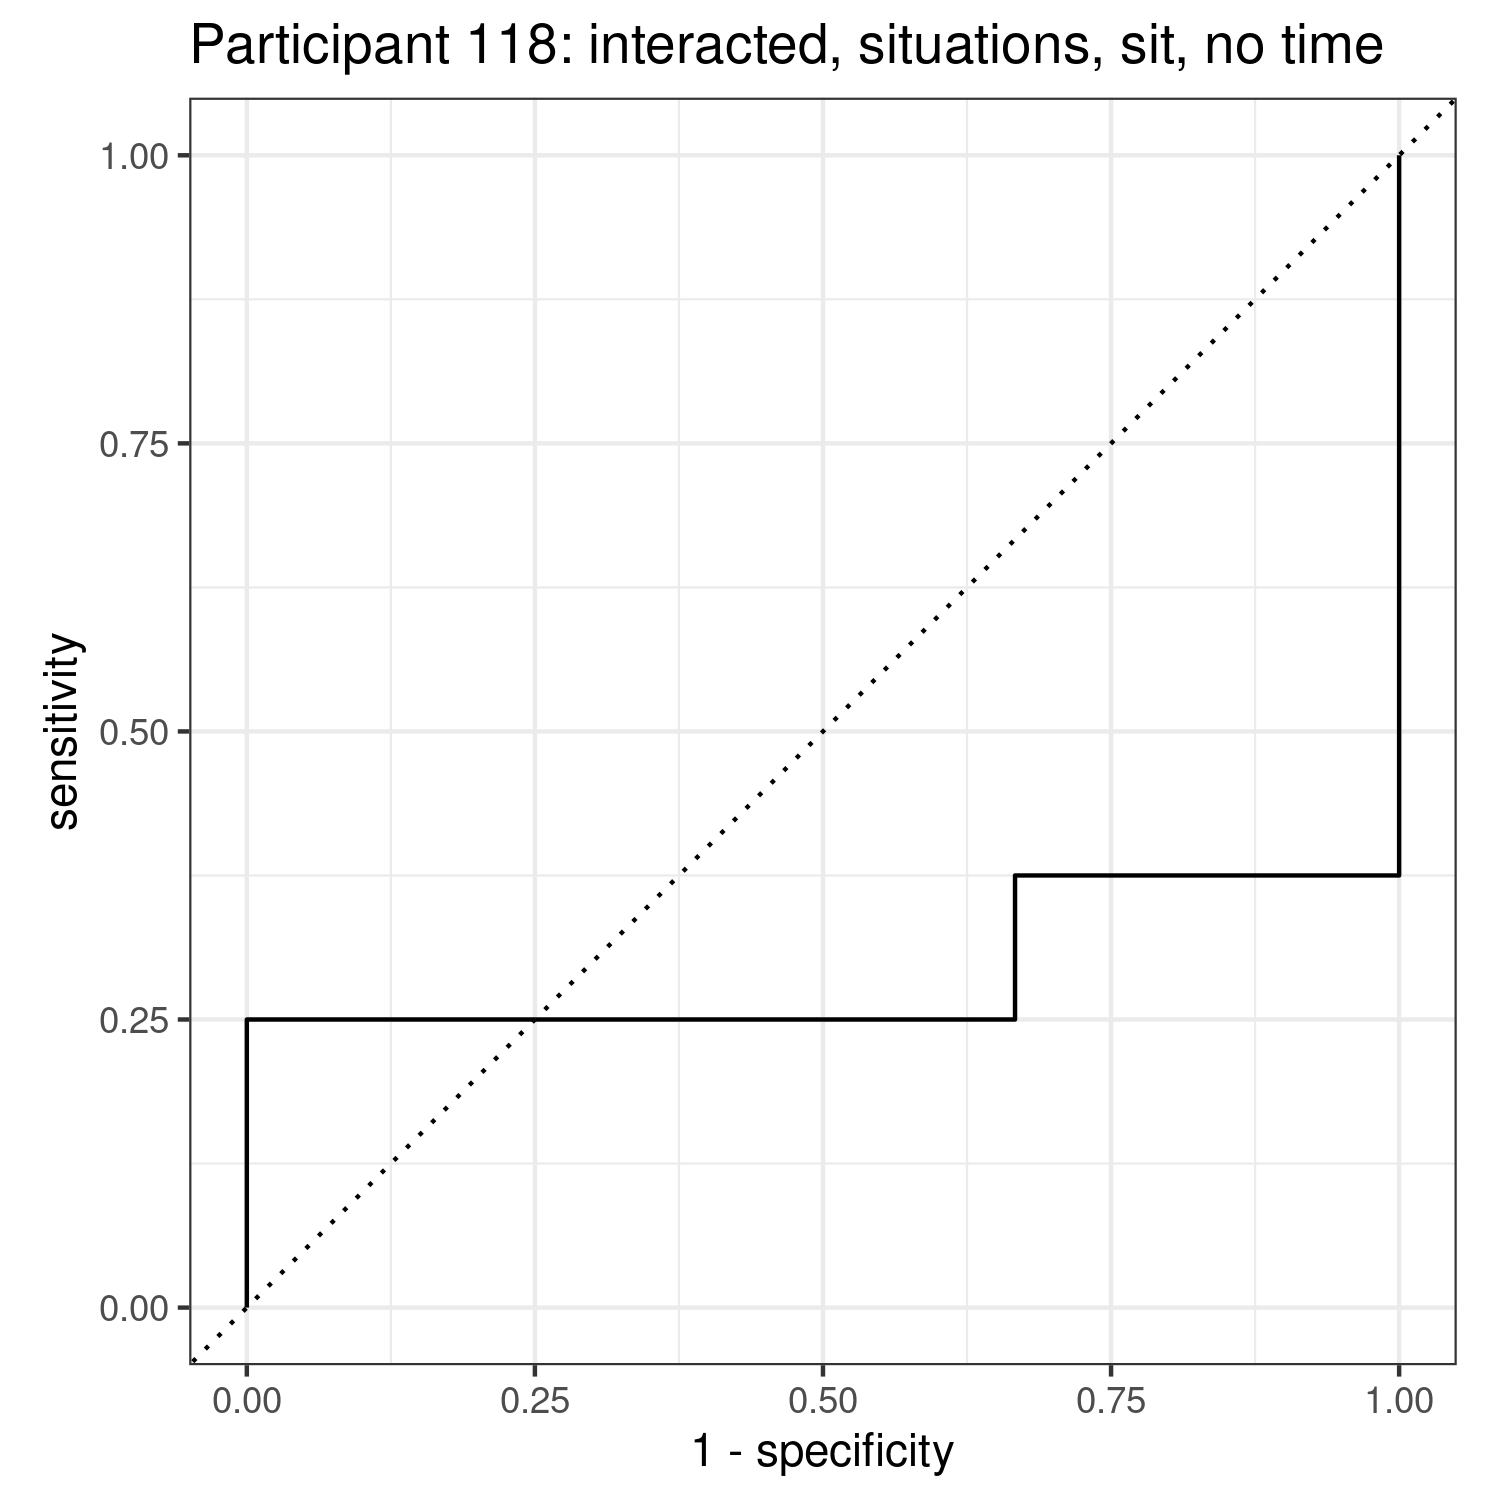 Participant 118: interacted, situations, sit, no time
1.00
0.75
0.50
0.25
0.00
sensitivity
0.00 0.25 0.50 0.75 1.00
1 - specificity